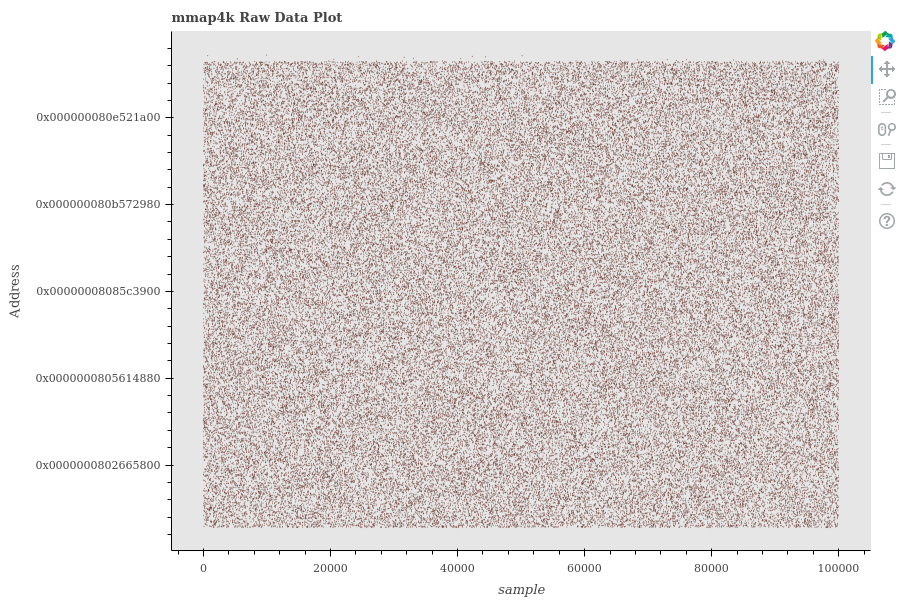 mmap4k Raw Data Plot
0x000000080e521a00
0x000000080b572980
0x00000008085c3900
0x0000000805614880
0x0000000802665800
Address
0
20000
40000
60000
80000
100000
sample